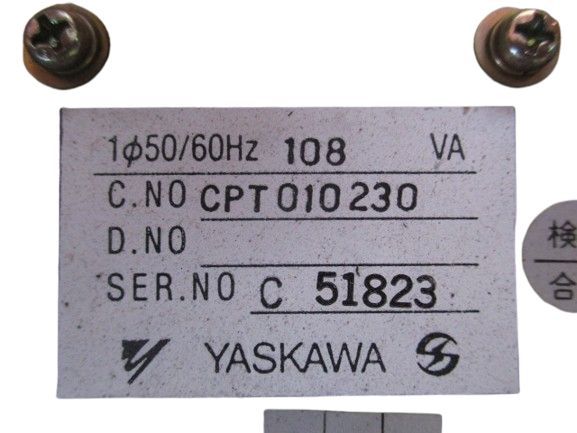 1φ50/60Hz 108 VA
C.NO CPT010230
D.NO
SER.NO C 51823
YASKAWA
検
合